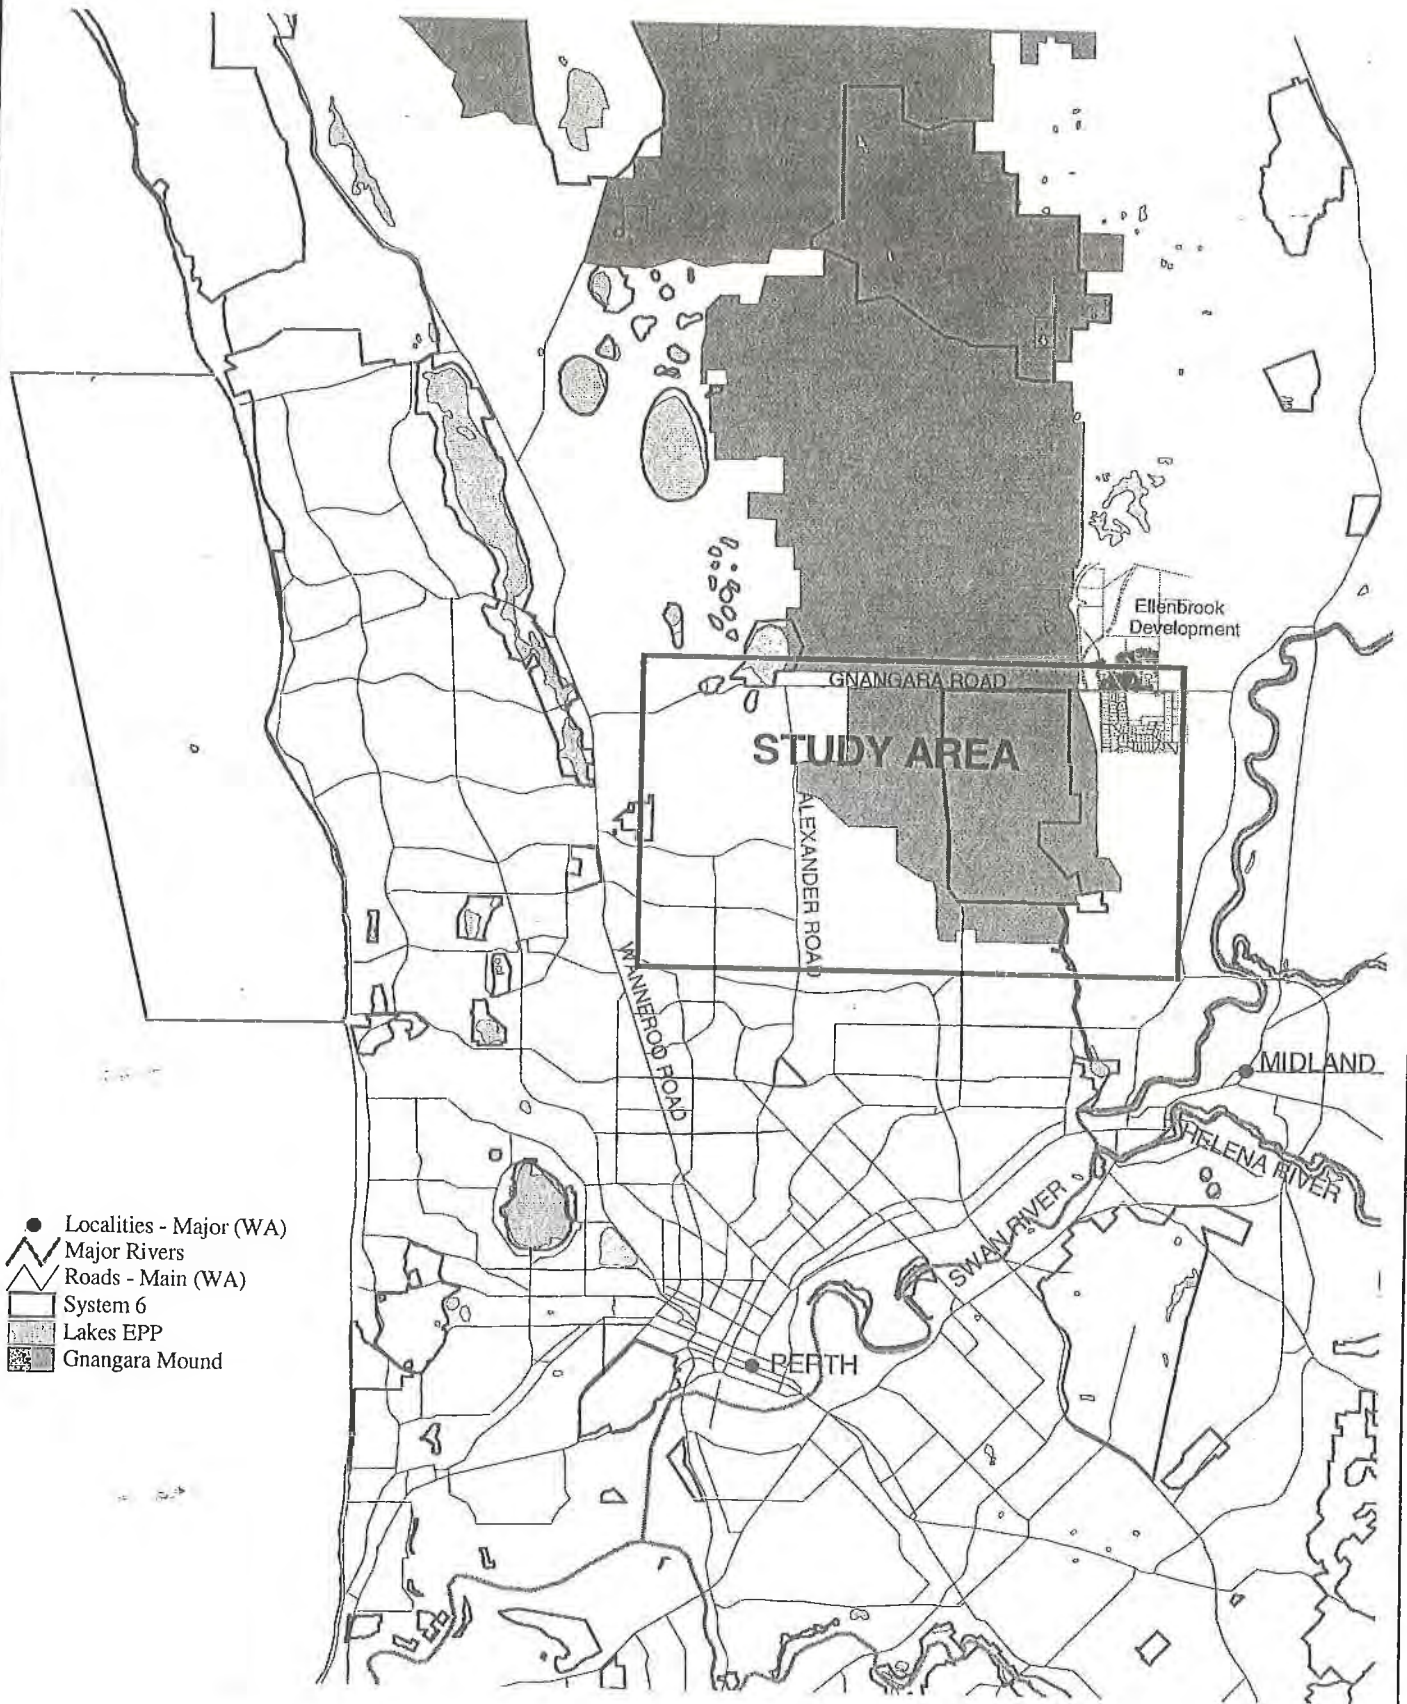 Ellenbrook
Development
GNANGARA ROAD
STUDY AREA
ALEXANDER ROAD
WANNEROO ROAD
MIDLAND
HELENA RIVER
SWAN RIVER
PERTH
Localities - Major (WA)
Major Rivers
Roads - Main (WA)
System 6
Lakes EPP
Gnangara Mound